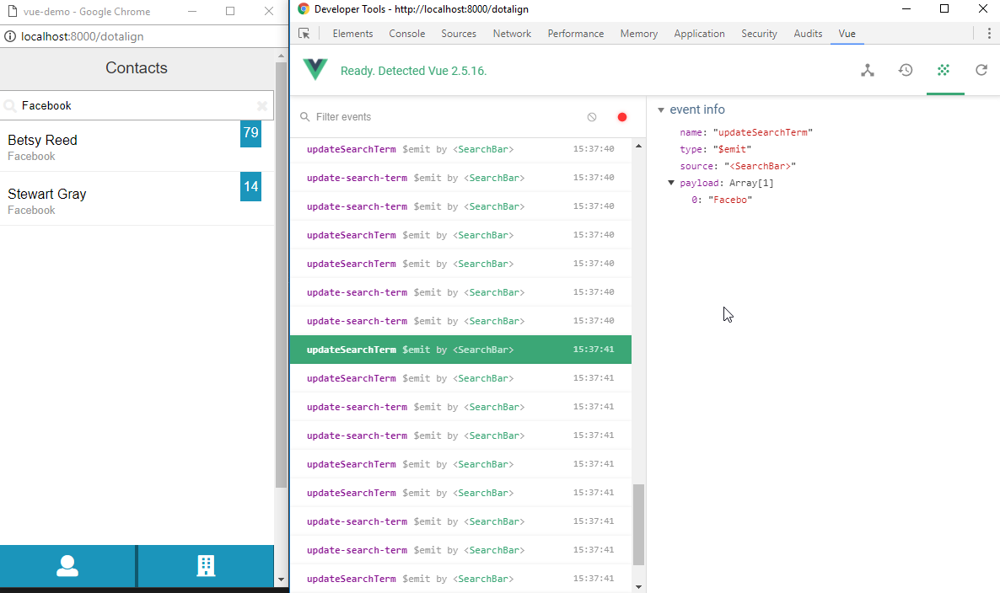 vue-demo - Google Chrome
localhost:8000/dotalign
Contacts
Facebook
Betsy Reed
79
Facebook
Stewart Gray
14
Facebook
Developer Tools - http://localhost:8000/dotalign
Elements Console Sources Network Performance Memory Application Security Audits Vue
Ready. Detected Vue 2.5.16.
Filter events
updateSearchTerm $emit by <SearchBar> 15:37:40
update-search-term $emit by <SearchBar> 15:37:40
update-search-term $emit by <SearchBar> 15:37:40
updateSearchTerm $emit by <SearchBar> 15:37:40
updateSearchTerm $emit by <SearchBar> 15:37:40
update-search-term $emit by <SearchBar> 15:37:40
update-search-term $emit by <SearchBar> 15:37:40
updateSearchTerm $emit by <SearchBar> 15:37:41
updateSearchTerm $emit by <SearchBar> 15:37:41
update-search-term $emit by <SearchBar> 15:37:41
update-search-term $emit by <SearchBar> 15:37:41
updateSearchTerm $emit by <SearchBar> 15:37:41
updateSearchTerm $emit by <SearchBar> 15:37:41
update-search-term $emit by <SearchBar> 15:37:41
update-search-term $emit by <SearchBar> 15:37:41
updateSearchTerm $emit by <SearchBar> 15:37:41
event info
name: "updateSearchTerm"
type: "$emit"
source: "<SearchBar>"
payload: Array[1]
0: "Facebo"